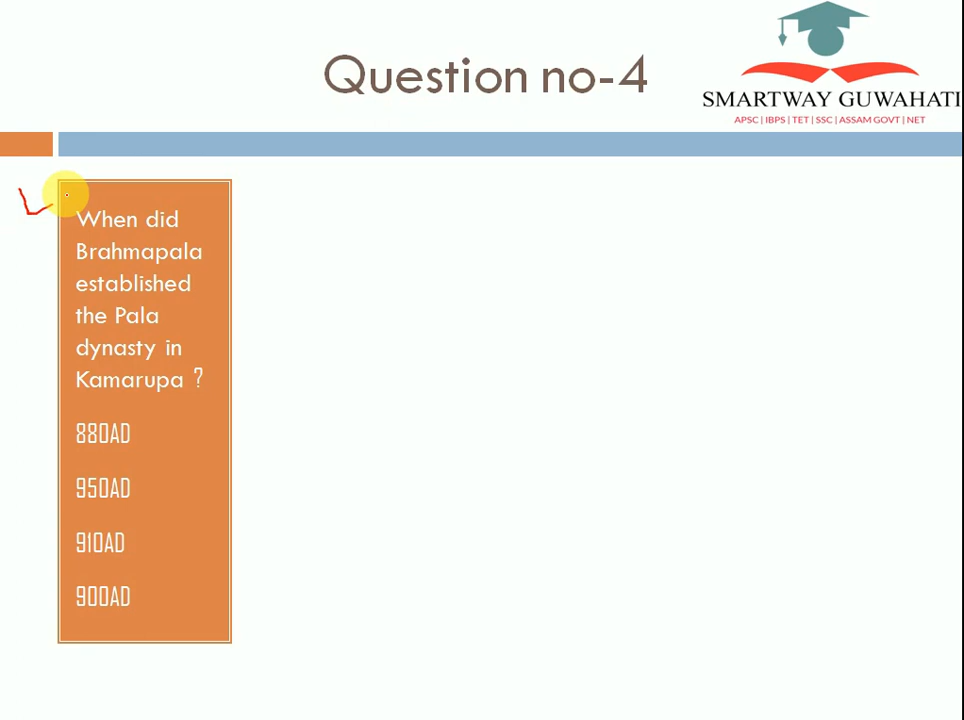 Question no-4
SMARTWAY GUWAHATI
APSC | IBPS | TET | SSC | ASSAM GOVT | NET
When did
Brahmapala
established
the Pala
dynasty in
Kamarupa ?
880AD
950AD
910AD
900AD